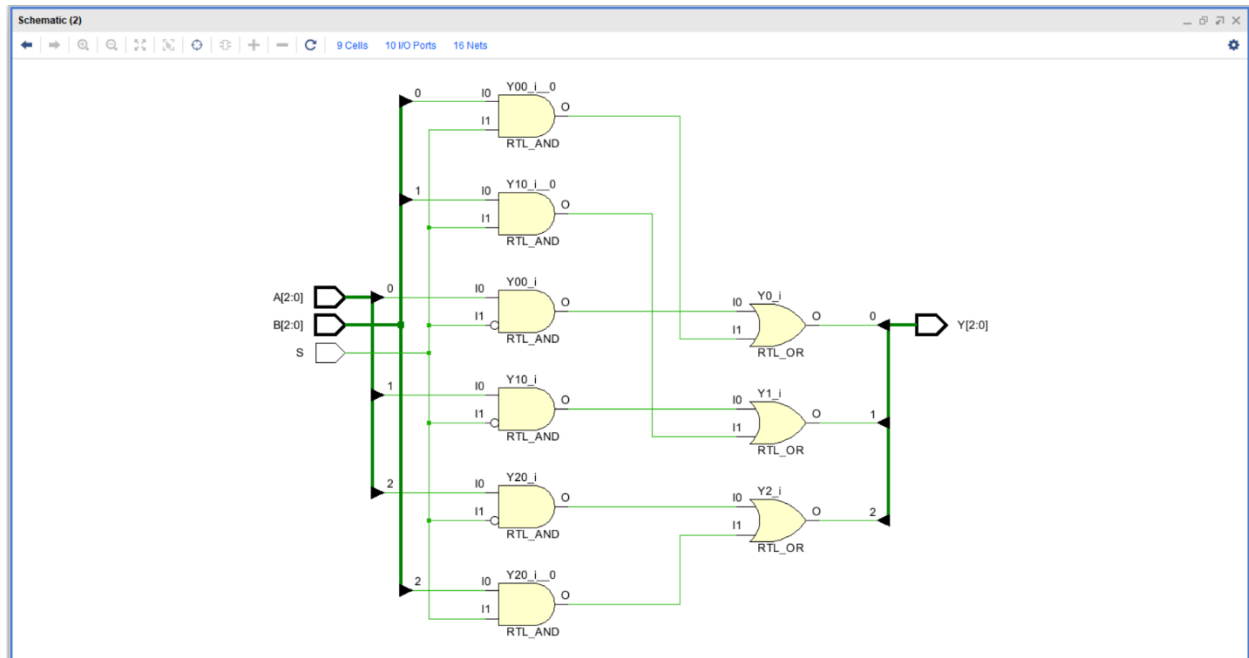 Schematic (2)
9 Cells 10 I/O Ports 16 Nets
Y00_i__0
0 I0 O
I1
RTL_AND
Y10_i__0
1 I0 O
I1
RTL_AND
Y00_i
A[2:0] 0 I0 O
I1
RTL_AND
B[2:0]
S
Y0_i
I0 O 0 Y[2:0]
I1
RTL_OR
Y10_i
1 I0 O
I1
RTL_AND
Y1_i
I0 O 1
I1
RTL_OR
Y20_i
2 I0 O
I1
RTL_AND
Y2_i
I0 O 2
I1
RTL_OR
Y20_i__0
2 I0 O
I1
RTL_AND